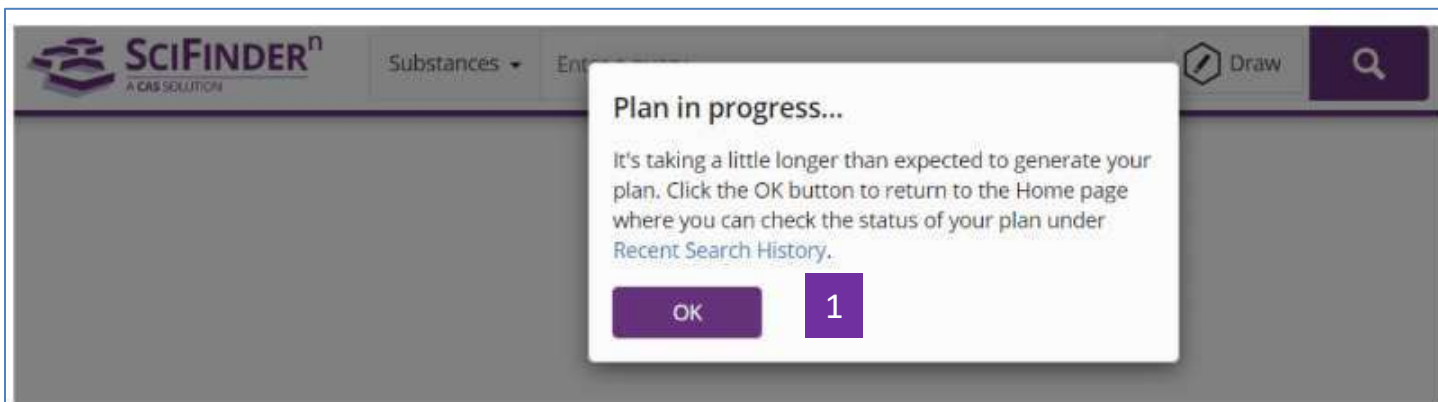 SCIFINDERⁿ
A CAS SOLUTION
Substances
Draw
Plan in progress...
It's taking a little longer than expected to generate your
plan. Click the OK button to return to the Home page
where you can check the status of your plan under
Recent Search History.
OK
1